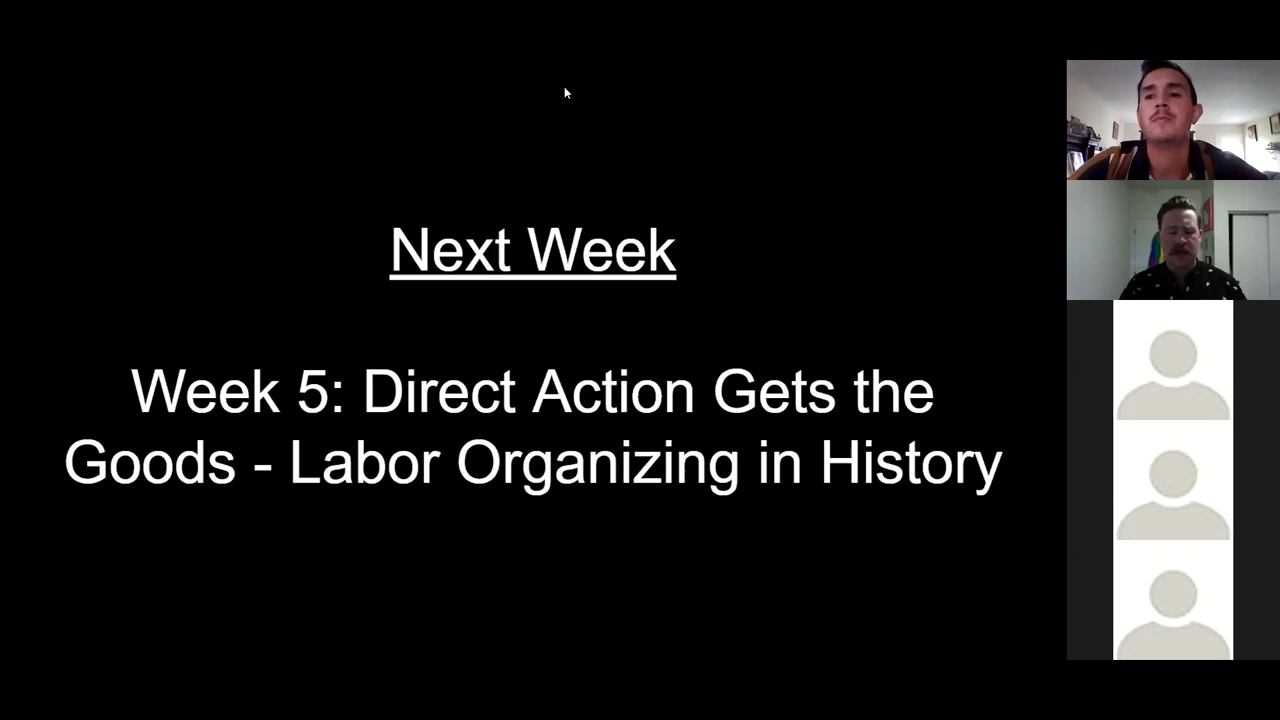 Next Week
Week 5: Direct Action Gets the
Goods - Labor Organizing in History